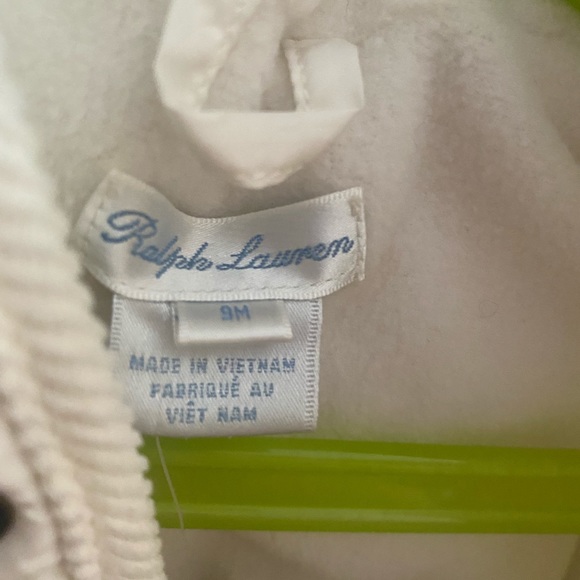 Ralph Lauren
9M
MADE IN VIETNAM
FABRIQUÉ AU
VIÊT NAM